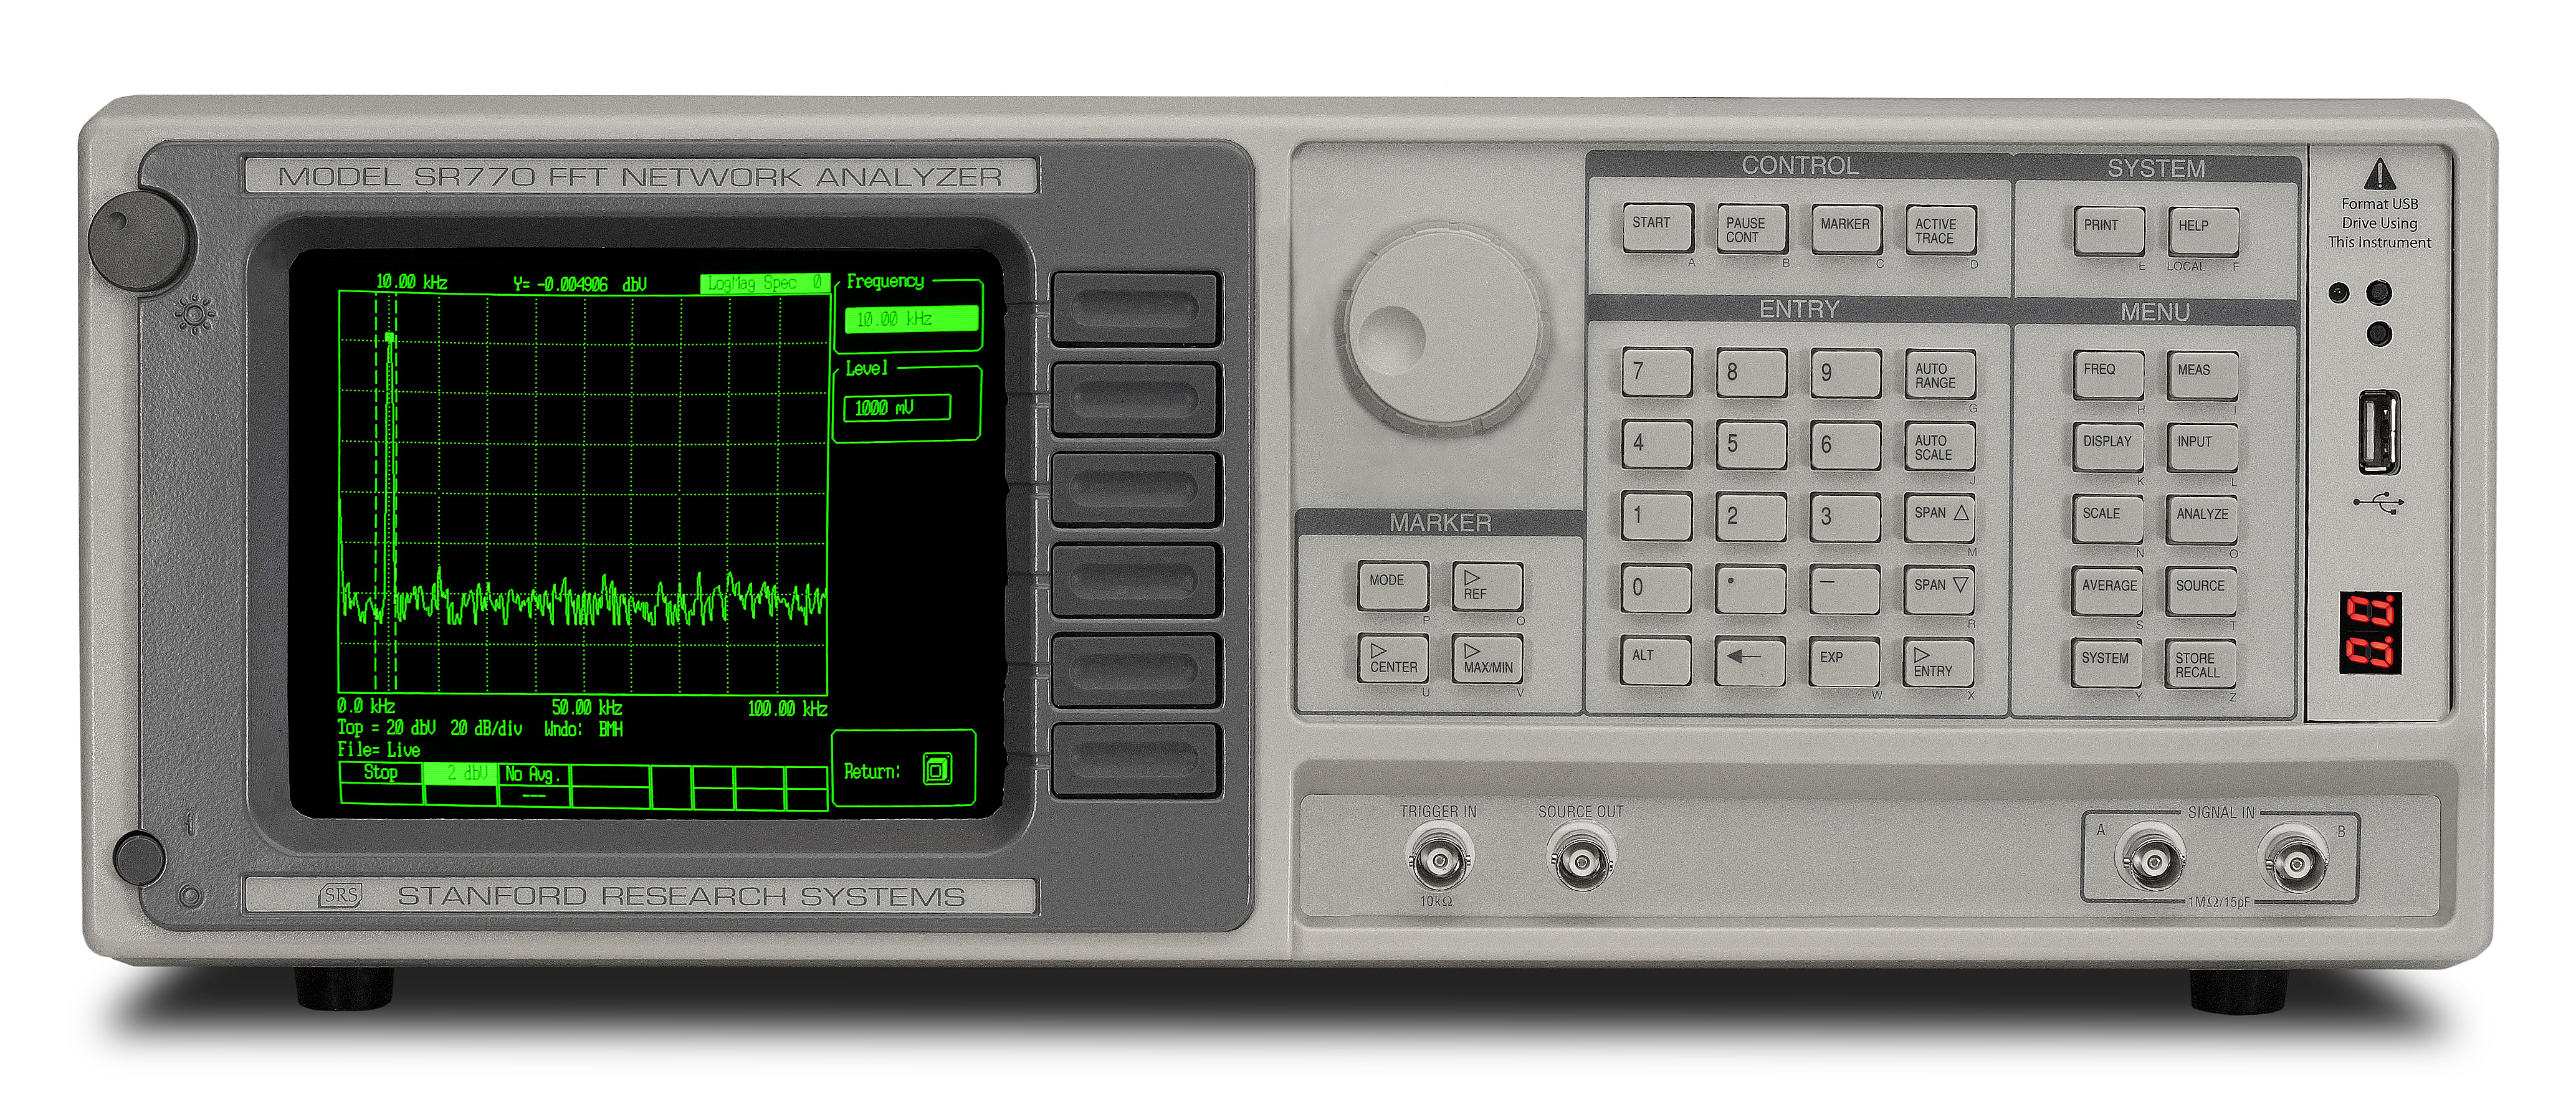 MODEL SR770 FFT NETWORK ANALYZER
10.00 kHz Y= -0.004906 dbV LogMag Spec 0
Frequency
10.00 kHz
Level
1000 mV
0.0 kHz 50.00 kHz 100.00 kHz
Top = 20 dbV 20 dB/div Wndo: BMH
File= Live
Stop 2 dbV No Avg.
---
Return:
SRS STANFORD RESEARCH SYSTEMS
CONTROL
START
A
PAUSE
CONT
B
MARKER
C
ACTIVE
TRACE
D
SYSTEM
PRINT
E
HELP
LOCAL F
ENTRY
7 8 9 AUTO
RANGE
G
4 5 6 AUTO
SCALE
J
1 2 3 SPAN △
M
0 • — SPAN ▽
R
ALT ← EXP ▷
ENTRY
W X
MENU
FREQ MEAS
H I
DISPLAY INPUT
K L
SCALE ANALYZE
N O
AVERAGE SOURCE
S T
SYSTEM STORE
RECALL
Y Z
MARKER
MODE ▷
REF
P Q
▷ ▷
CENTER MAX/MIN
U V
Format USB
Drive Using
This Instrument
TRIGGER IN
10kΩ
SOURCE OUT
SIGNAL IN
A B
1MΩ/15pF